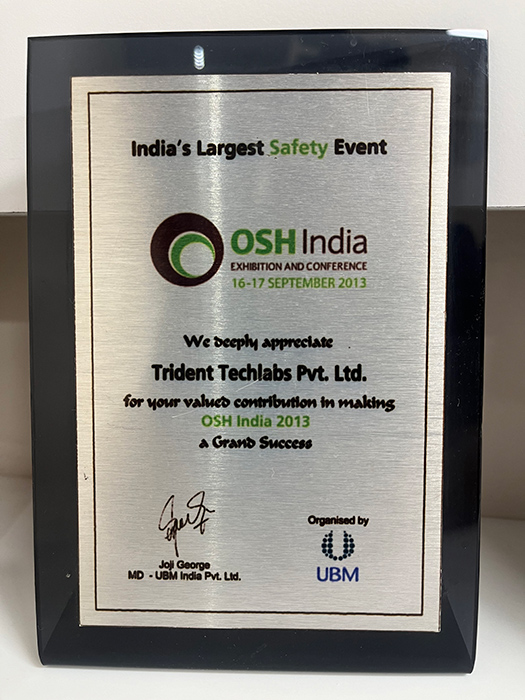 India's Largest Safety Event
OSH India
EXHIBITION AND CONFERENCE
16-17 SEPTEMBER 2013
We deeply appreciate
Trident Techlabs Pvt. Ltd.
for your valued contribution in making
OSH India 2013
a Grand Success
Joji George
MD - UBM India Pvt. Ltd.
Organised by
UBM